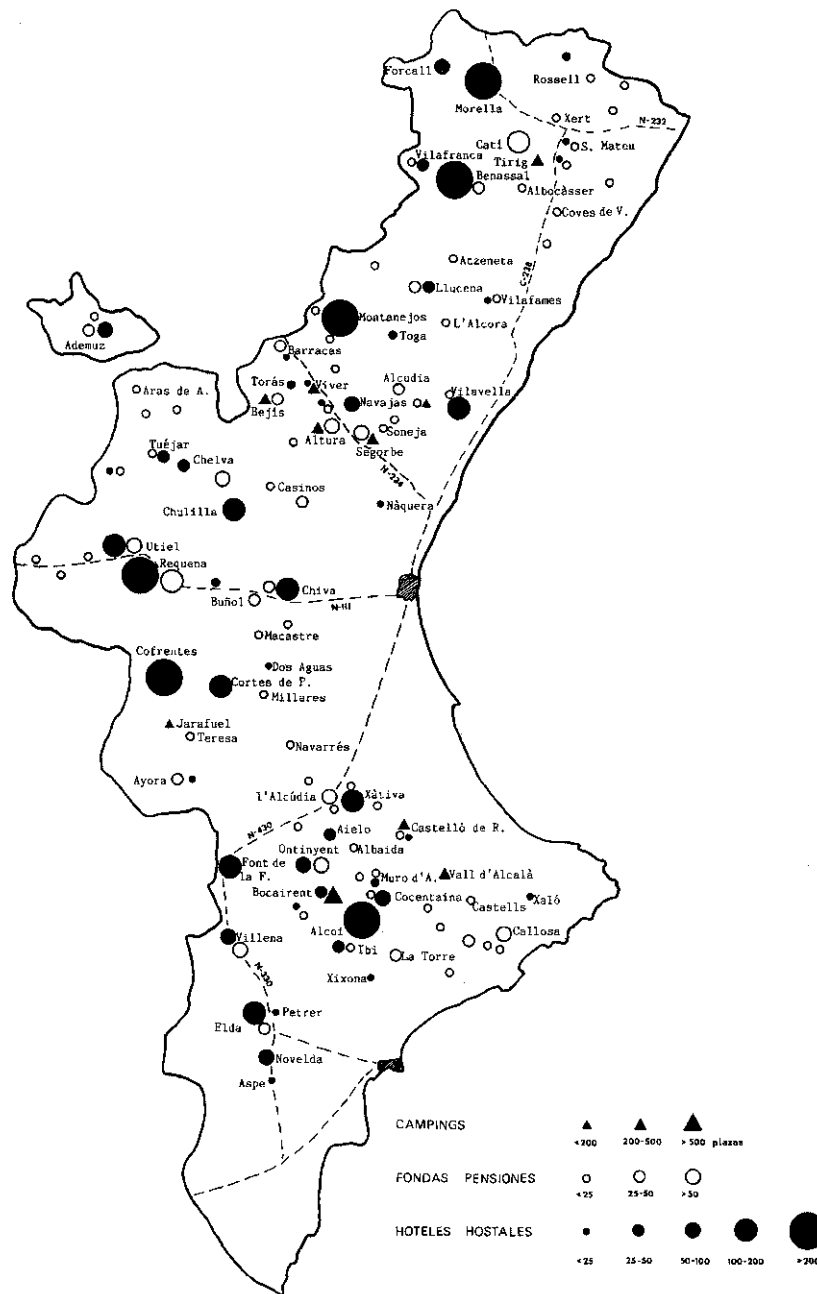 Forcall
Rossell
Morella
Xert
N-232
Catí
S. Mateu
Vilafranca
Tirig
Benassal
Albocàsser
Coves de V.
Atzeneta
C-238
Llucena
Vilafames
Montanejos
L'Alcora
Toga
Ademuz
Barracas
Torás
Viver
Alcudia
Aras de A.
Navajas
Vilavella
Bejís
Altura
Soneja
Segorbe
Tuéjar
Chelva
N-234
Casinos
Chulilla
Nàquera
Utiel
Requena
Chiva
Buñol
N-III
Macastre
Cofrentes
Dos Aguas
Cortes de P.
Millares
Jarafuel
Teresa
Navarrés
Ayora
l'Alcúdia
Xàtiva
N-430
Aielo
Castelló de R.
Ontinyent
Albaida
Font de
la F.
Muro d'A.
Vall d'Alcalà
Bocairent
Cocentaina
Castells
Xaló
Alcoi
Callosa
Villena
Ibi
La Torre
N-330
Xixona
Petrer
Elda
Novelda
Aspe
CAMPINGS
<200 200-500 >500 plazas
FONDAS PENSIONES
<25 25-50 >50
HOTELES HOSTALES
<25 25-50 50-100 100-200 >200